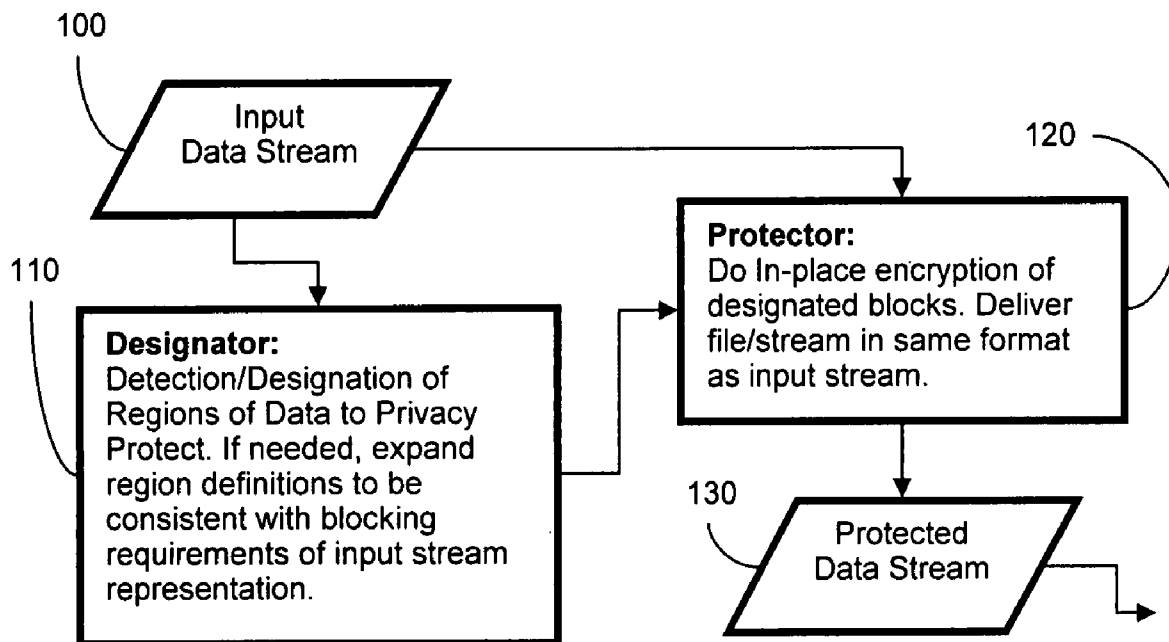 100
Input
Data Stream
120
Protector:
Do In-place encryption of
designated blocks. Deliver
file/stream in same format
as input stream.
110
Designator:
Detection/Designation of
Regions of Data to Privacy
Protect. If needed, expand
region definitions to be
consistent with blocking
requirements of input stream
representation.
130
Protected
Data Stream